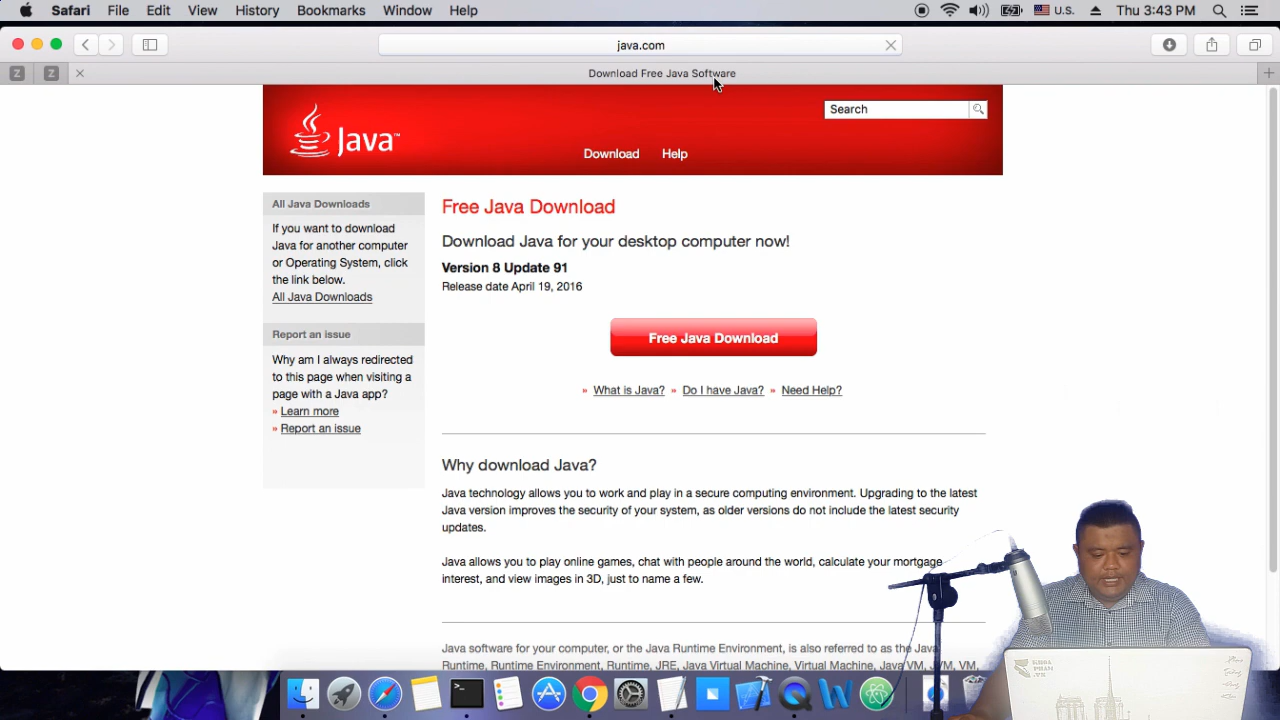 Safari File Edit View History Bookmarks Window Help U.S. Thu 3:43 PM
java.com
Z Z Download Free Java Software
Java™
Search
Download Help
All Java Downloads
If you want to download
Java for another computer
or Operating System, click
the link below.
All Java Downloads
Report an issue
Why am I always redirected
to this page when visiting a
page with a Java app?
» Learn more
» Report an issue
Free Java Download
Download Java for your desktop computer now!
Version 8 Update 91
Release date April 19, 2016
Free Java Download
» What is Java? » Do I have Java? » Need Help?
Why download Java?
Java technology allows you to work and play in a secure computing environment. Upgrading to the latest
Java version improves the security of your system, as older versions do not include the latest security
updates.
Java allows you to play online games, chat with people around the world, calculate your mortgage
interest, and view images in 3D, just to name a few.
Java software for your computer, or the Java Runtime Environment, is also referred to as the Java
Runtime, Runtime Environment, Runtime, JRE, Java Virtual Machine, Virtual Machine, Java VM, JVM, VM,